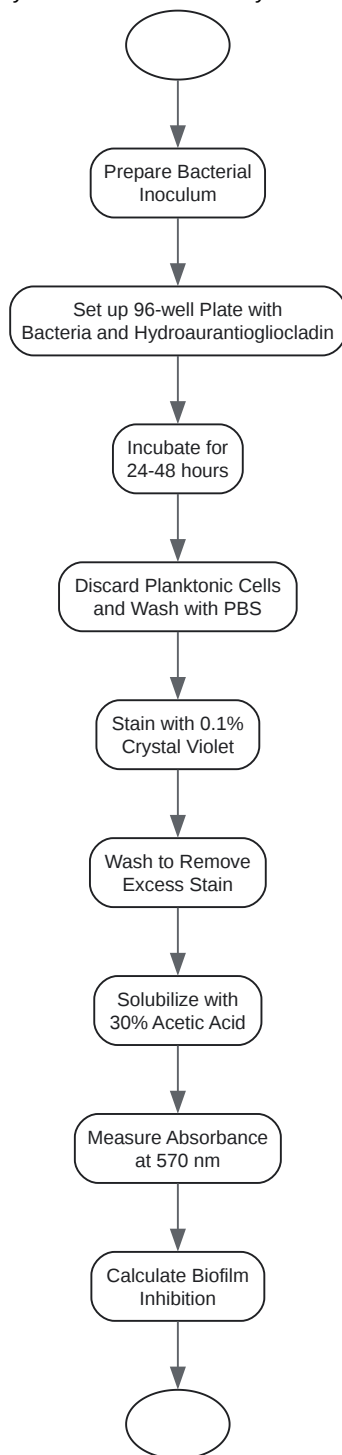 Prepare Bacterial
Inoculum
Set up 96-well Plate with
Bacteria and Hydroaurantiogliocladin
Incubate for
24-48 hours
Discard Planktonic Cells
and Wash with PBS
Stain with 0.1%
Crystal Violet
Wash to Remove
Excess Stain
Solubilize with
30% Acetic Acid
Measure Absorbance
at 570 nm
Calculate Biofilm
Inhibition